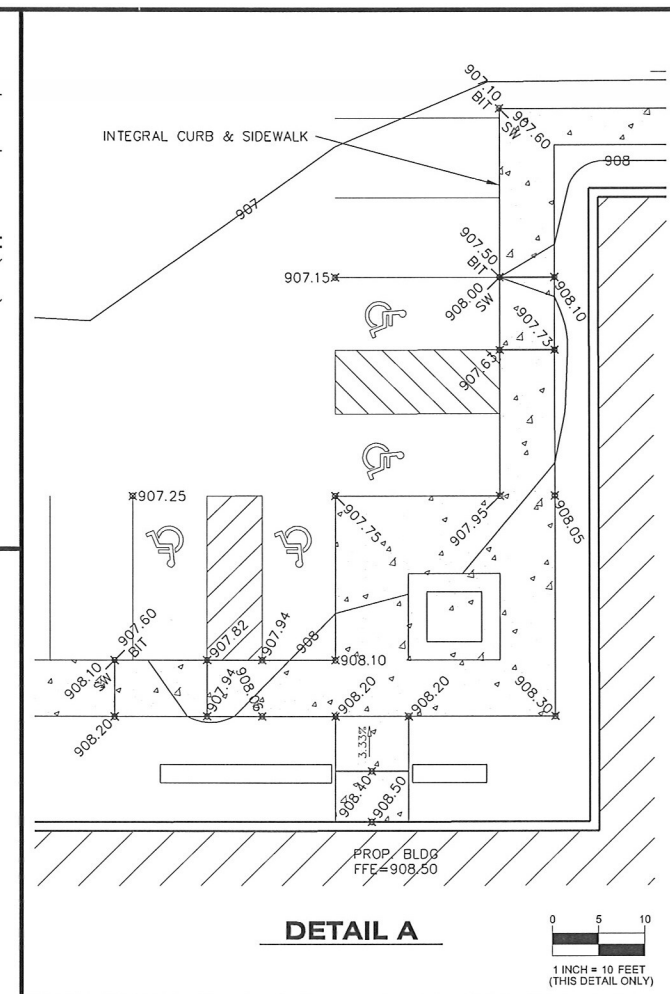 907.10
BIT
SW
907.60
INTEGRAL CURB & SIDEWALK
908
907
907.50
BIT
907.15
908.00
SW
908.10
907.73
907.63
907.25
907.75
907.95
908.05
907.60
BIT
907.82
907.94
908
908.10
908.10
SW
907.94
908.06
908.20
908.20
908.20
908.30
3.33%
908.40
908.50
PROP. BLDG
FFE=908.50
DETAIL A
0 5 10
1 INCH = 10 FEET
(THIS DETAIL ONLY)